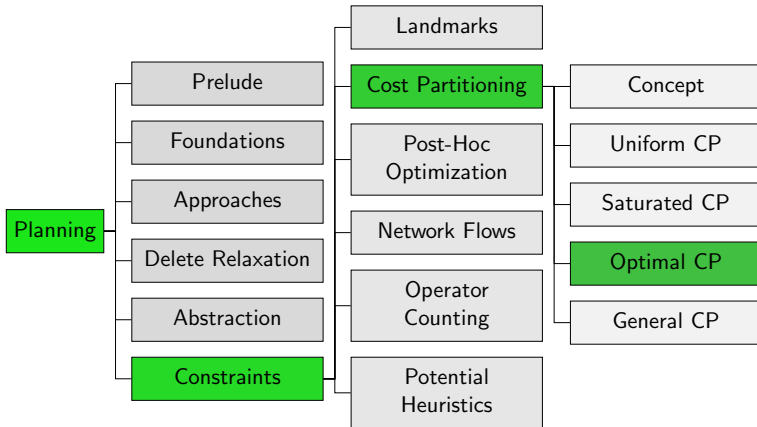 Planning
Prelude
Foundations
Approaches
Delete Relaxation
Abstraction
Constraints
Landmarks
Cost Partitioning
Post-Hoc
Optimization
Network Flows
Operator
Counting
Potential
Heuristics
Concept
Uniform CP
Saturated CP
Optimal CP
General CP